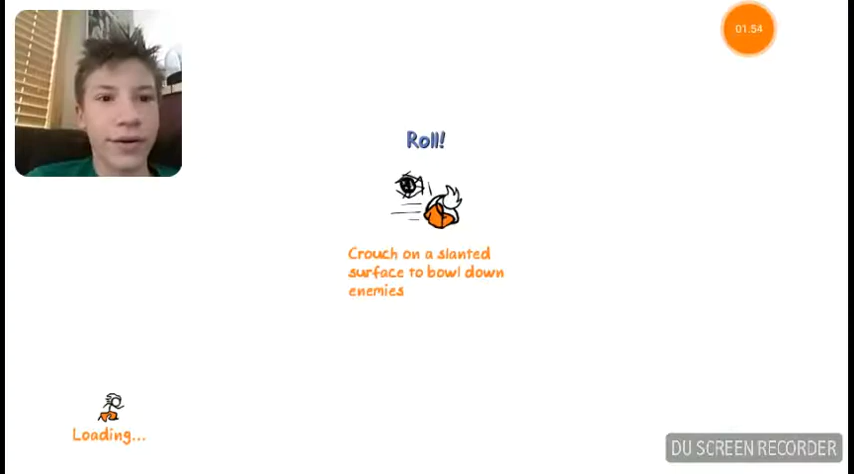 01:54
Roll!
Crouch on a slanted
surface to bowl down
enemies
Loading...
DU SCREEN RECORDER